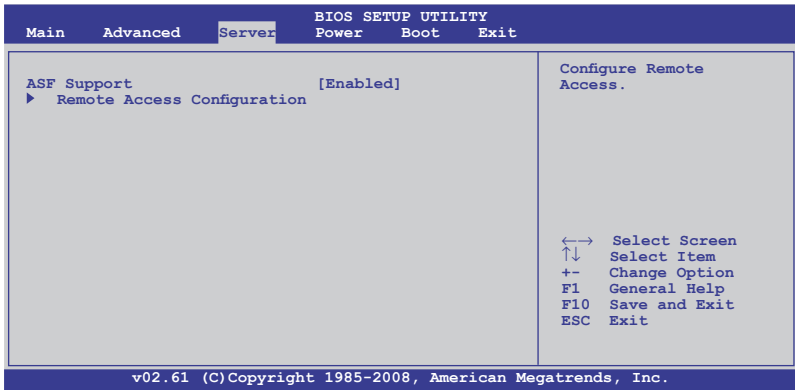 BIOS SETUP UTILITY
Main Advanced Server Power Boot Exit
ASF Support [Enabled]
Remote Access Configuration
Configure Remote
Access.
←→ Select Screen
↑↓ Select Item
+- Change Option
F1 General Help
F10 Save and Exit
ESC Exit
v02.61 (C)Copyright 1985-2008, American Megatrends, Inc.